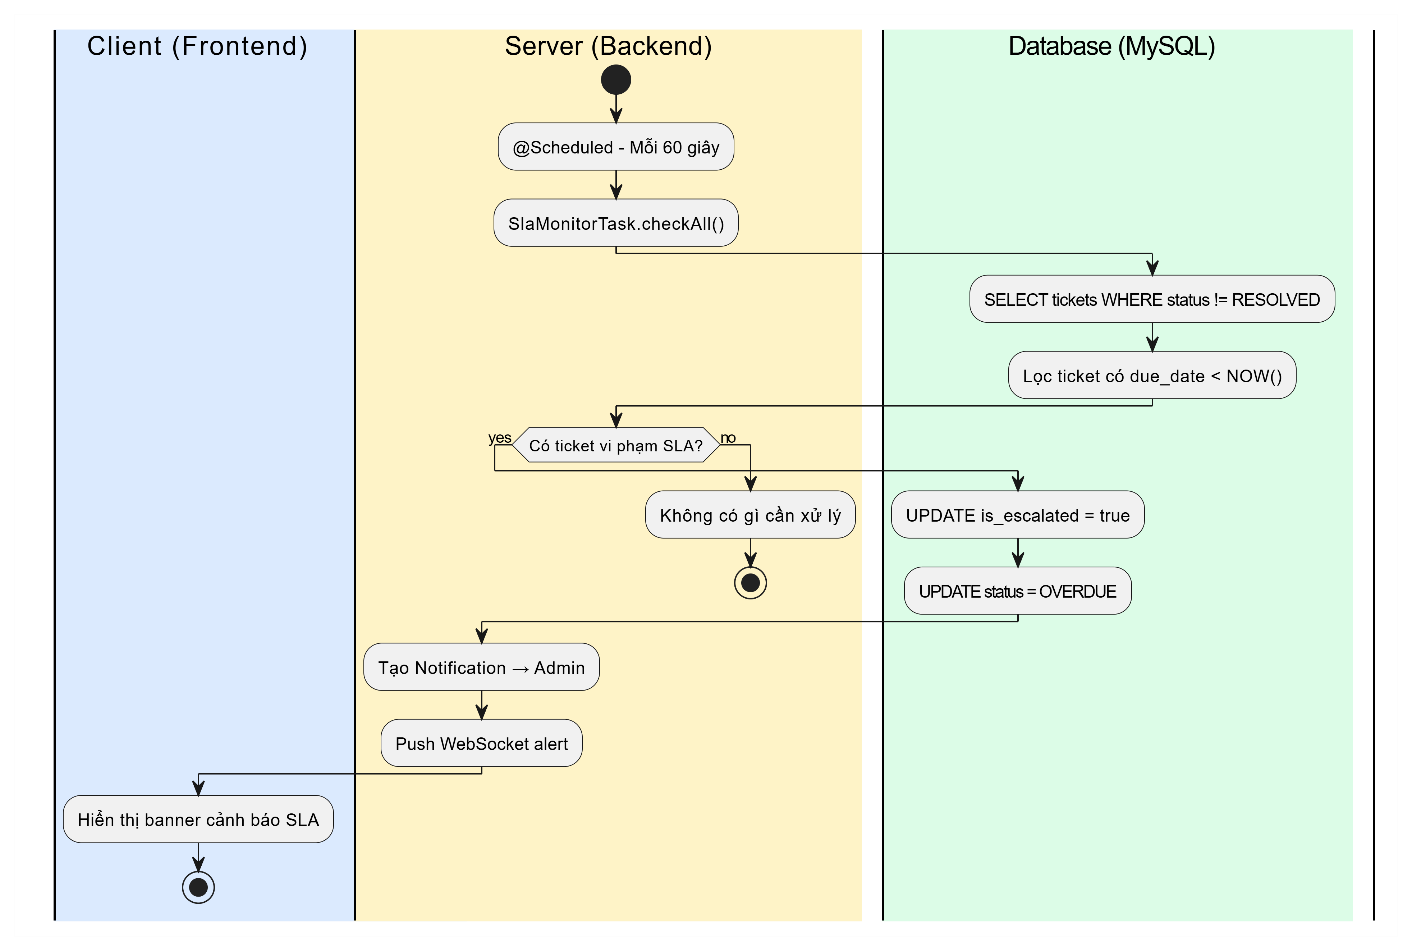 Client (Frontend)
Server (Backend)
Database (MySQL)
@Scheduled - Mỗi 60 giây
SlaMonitorTask.checkAll()
SELECT tickets WHERE status != RESOLVED
Lọc ticket có due_date < NOW()
yes
Có ticket vi phạm SLA?
no
Không có gì cần xử lý
UPDATE is_escalated = true
UPDATE status = OVERDUE
Tạo Notification → Admin
Push WebSocket alert
Hiển thị banner cảnh báo SLA